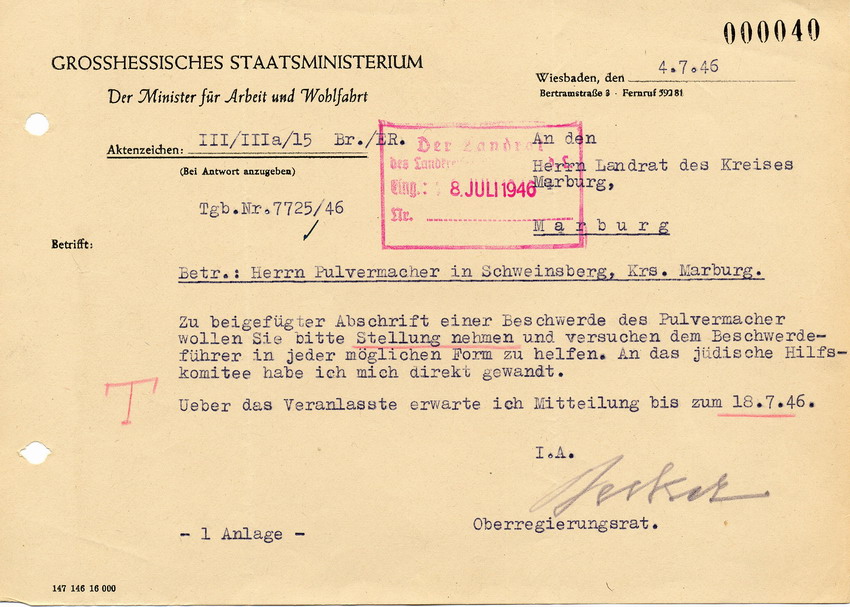 000040
GROSSHESSISCHES STAATSMINISTERIUM
Der Minister für Arbeit und Wohlfahrt
Wiesbaden, den 4.7.46
Bertramstraße 3 · Fernruf 59281
Aktenzeichen: III/IIIa/15 Br./ER.
(Bei Antwort anzugeben)
Tgb.Nr.7725/46
Der Landrat
des Landkre
Eing.: 8. JULI 1946
Nr.
An den
Herrn Landrat des Kreises
Marburg,
Marburg
Betrifft:
Betr.: Herrn Pulvermacher in Schweinsberg, Krs. Marburg.
Zu beigefügter Abschrift einer Beschwerde des Pulvermacher
wollen Sie bitte Stellung nehmen und versuchen dem Beschwerde-
führer in jeder möglichen Form zu helfen. An das jüdische Hilfs-
komitee habe ich mich direkt gewandt.
T
Ueber das Veranlasste erwarte ich Mitteilung bis zum 18.7.46.
I.A.
Becker
Oberregierungsrat.
- 1 Anlage -
147 146 16 000